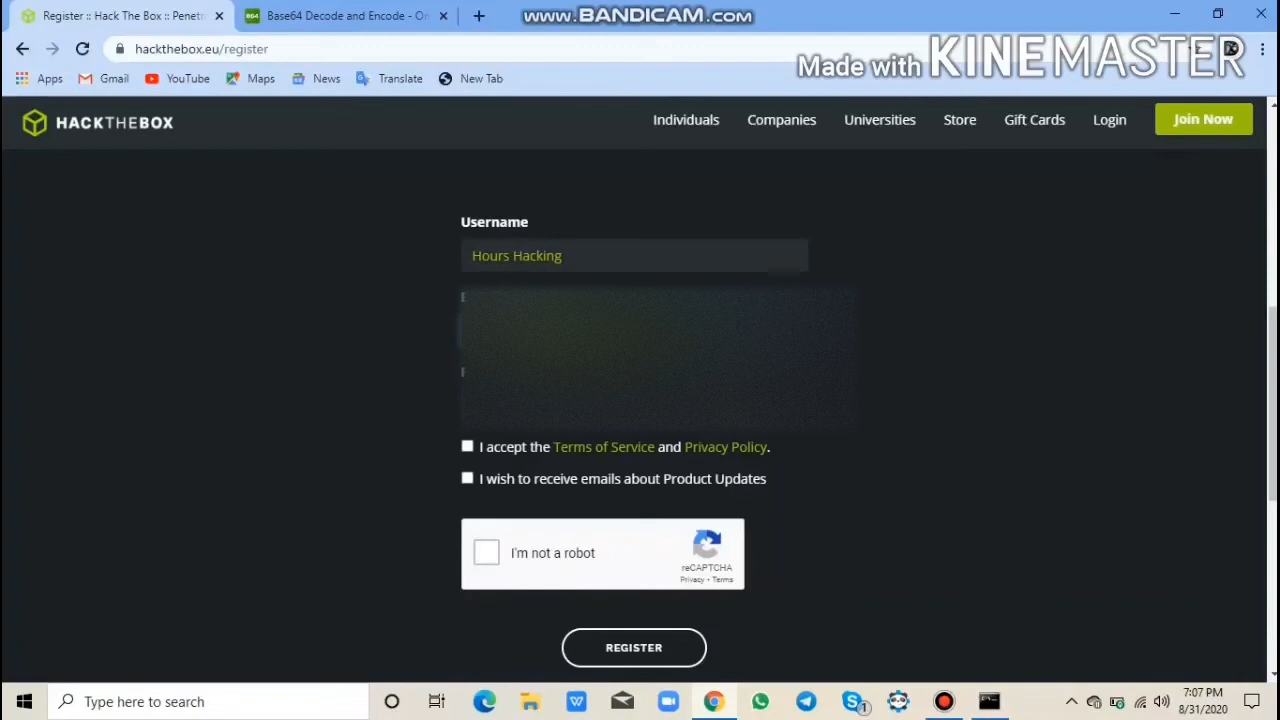 Register :: Hack The Box :: Penetr
Base64 Decode and Encode - On
WWW.BANDICAM.COM
hackthebox.eu/register
Made with KINEMASTER
Apps
Gmail
YouTube
Maps
News
Translate
New Tab
HACKTHEBOX
Individuals
Companies
Universities
Store
Gift Cards
Login
Join Now
Username
Hours Hacking
I accept the Terms of Service and Privacy Policy.
I wish to receive emails about Product Updates
I'm not a robot
reCAPTCHA
Privacy • Terms
REGISTER
Type here to search
1
7:07 PM
8/31/2020